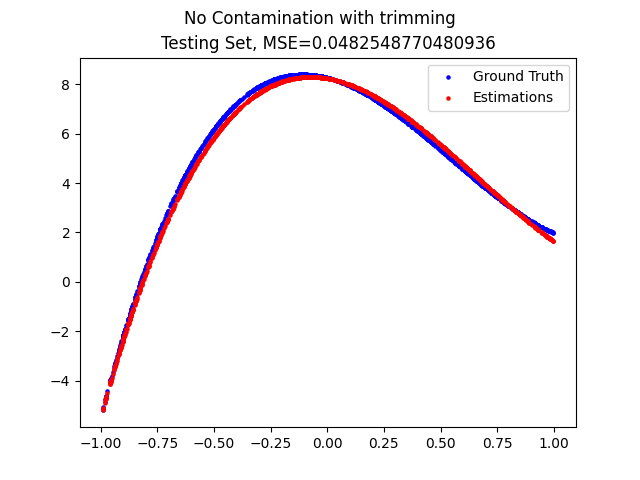 No Contamination with trimming
Testing Set, MSE=0.0482548770480936
Ground Truth
Estimations
8
6
4
2
0
−2
−4
−1.00 −0.75 −0.50 −0.25 0.00 0.25 0.50 0.75 1.00